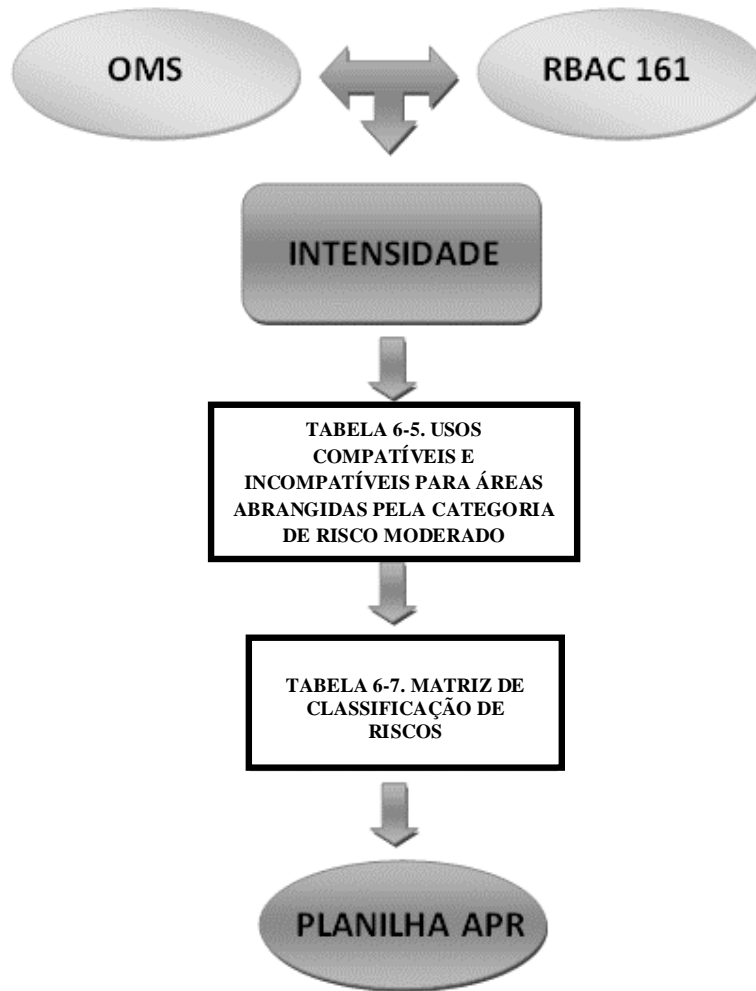 OMS
RBAC 161
INTENSIDADE
TABELA 6-5. USOS
COMPATÍVEIS E
INCOMPATÍVEIS PARA ÁREAS
ABRANGIDAS PELA CATEGORIA
DE RISCO MODERADO
TABELA 6-7. MATRIZ DE
CLASSIFICAÇÃO DE
RISCOS
PLANILHA APR